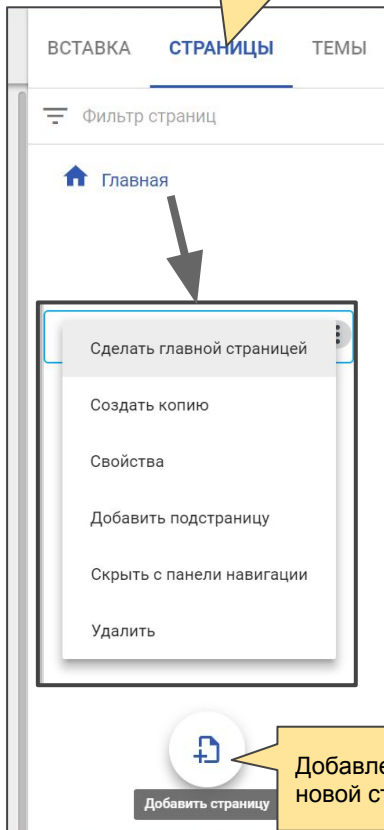 ВСТАВКА СТРАНИЦЫ ТЕМЫ
Фильтр страниц
Главная
Сделать главной страницей
Создать копию
Свойства
Добавить подстраницу
Скрыть с панели навигации
Удалить
Добавить страницу
новой